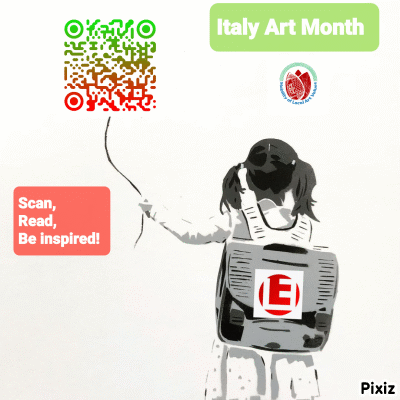 Italy Art Month
Scan,
Read,
Be inspired!
E
Pixiz